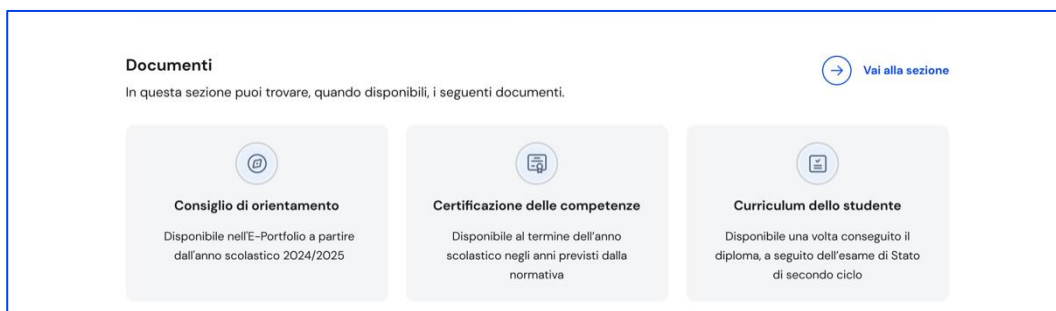 Documenti
Vai alla sezione
In questa sezione puoi trovare, quando disponibili, i seguenti documenti.
Consiglio di orientamento
Disponibile nell'E-Portfolio a partire
dall'anno scolastico 2024/2025
Certificazione delle competenze
Disponibile al termine dell'anno
scolastico negli anni previsti dalla
normativa
Curriculum dello studente
Disponibile una volta conseguito il
diploma, a seguito dell'esame di Stato
di secondo ciclo